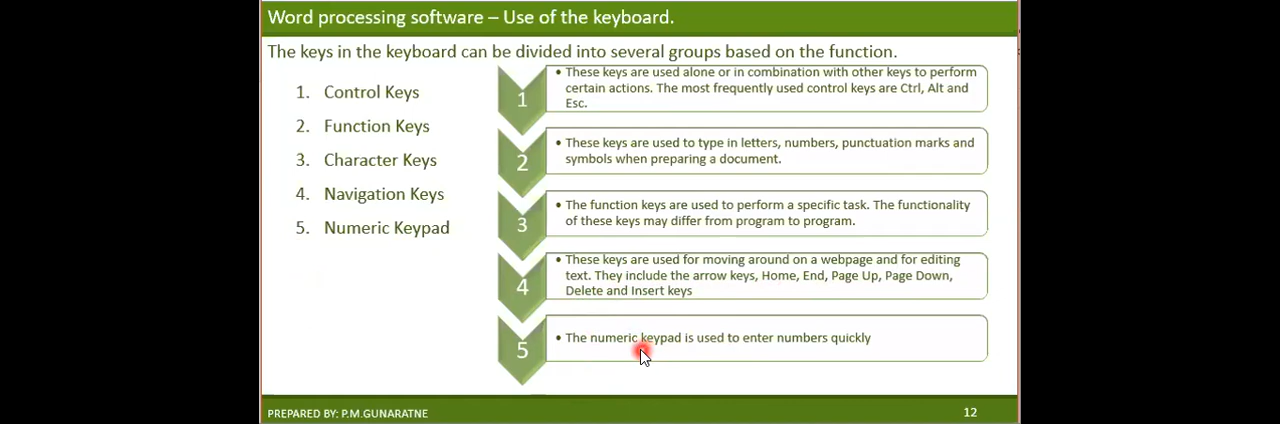 Word processing software – Use of the keyboard.
The keys in the keyboard can be divided into several groups based on the function.
1. Control Keys
2. Function Keys
3. Character Keys
4. Navigation Keys
5. Numeric Keypad
1
• These keys are used alone or in combination with other keys to perform
certain actions. The most frequently used control keys are Ctrl, Alt and
Esc.
2
• These keys are used to type in letters, numbers, punctuation marks and
symbols when preparing a document.
3
• The function keys are used to perform a specific task. The functionality
of these keys may differ from program to program.
4
• These keys are used for moving around on a webpage and for editing
text. They include the arrow keys, Home, End, Page Up, Page Down,
Delete and Insert keys
5
• The numeric keypad is used to enter numbers quickly
PREPARED BY: P.M.GUNARATNE
12